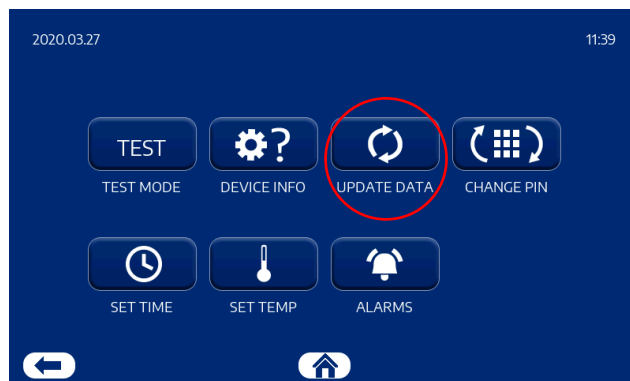 2020.03.27 11:39
TEST
TEST MODE DEVICE INFO UPDATE DATA CHANGE PIN
SET TIME SET TEMP ALARMS